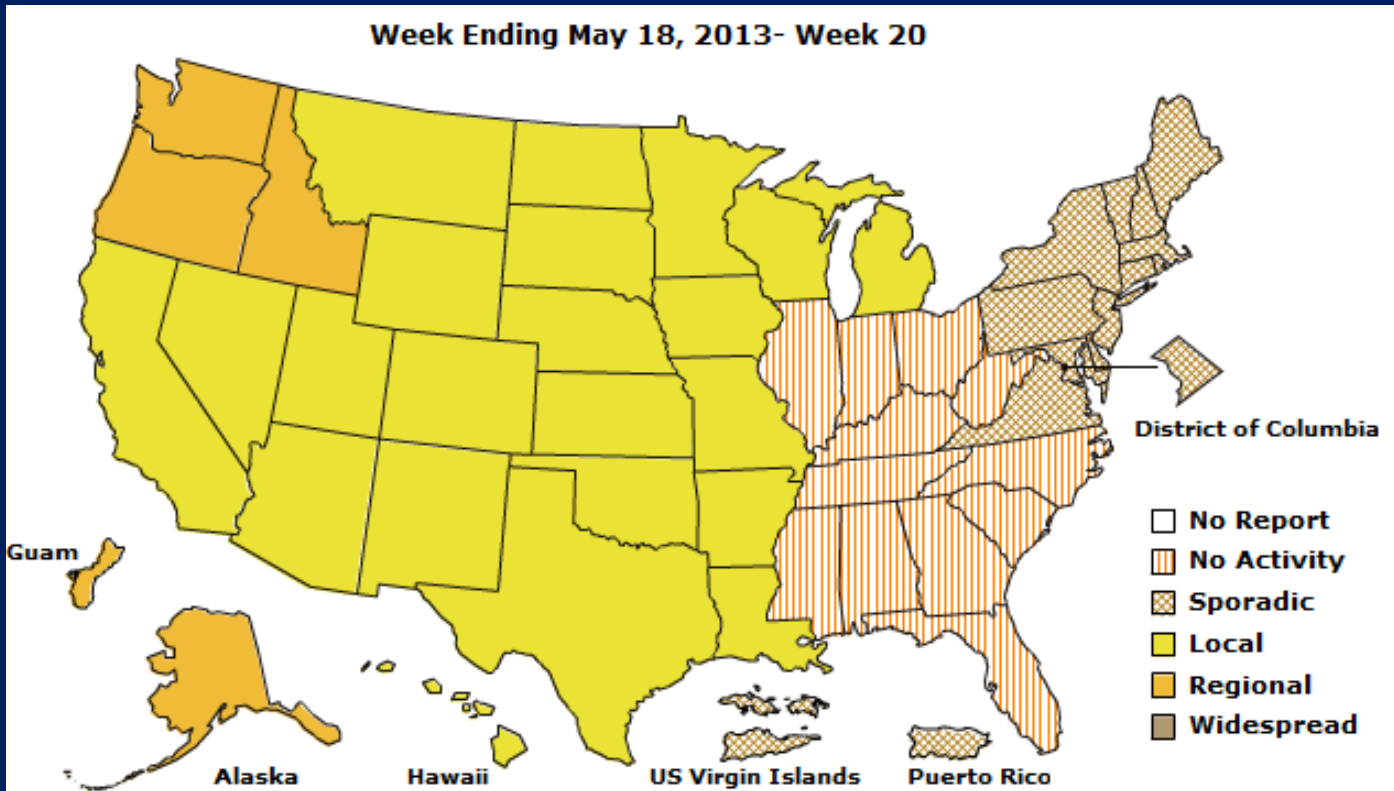 Week Ending May 18, 2013- Week 20
District of Columbia
No Report
No Activity
Sporadic
Local
Regional
Widespread
Guam
Alaska
Hawaii
US Virgin Islands
Puerto Rico